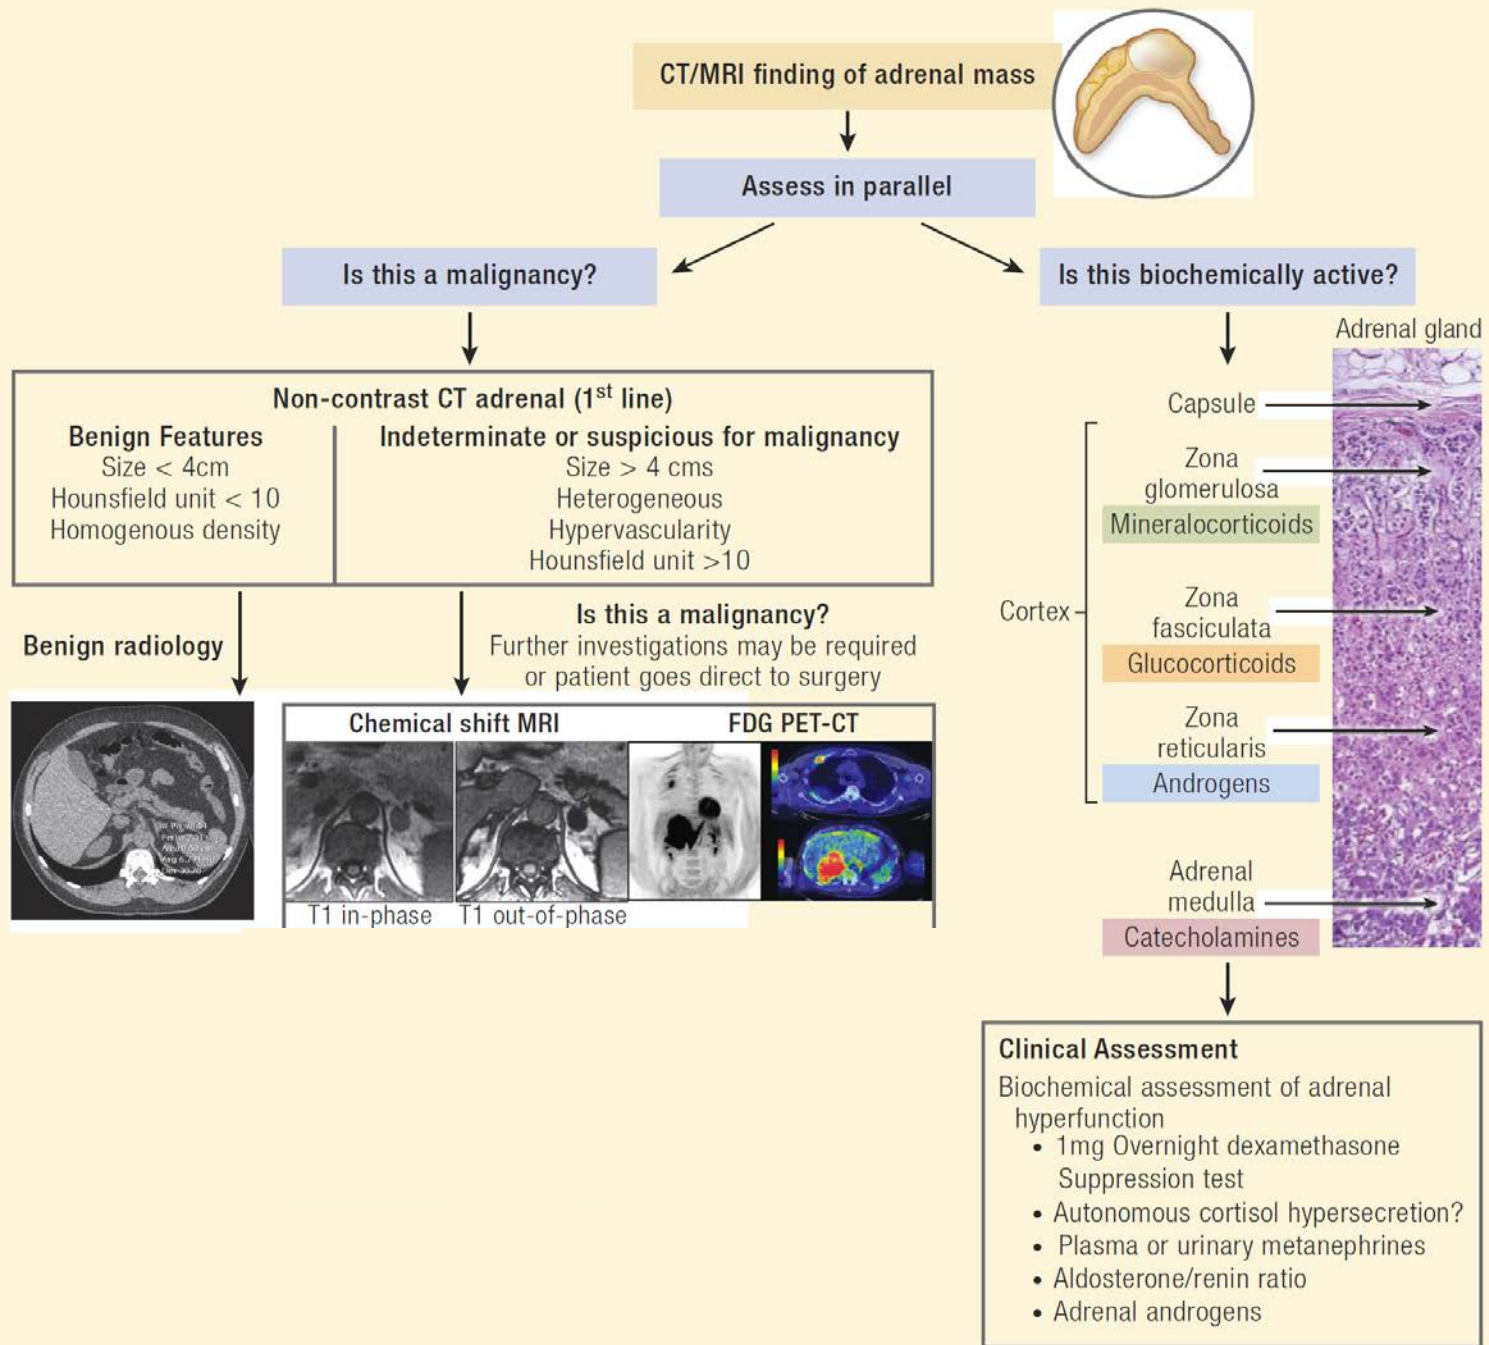 CT/MRI finding of adrenal mass
Assess in parallel
Is this a malignancy?
Is this biochemically active?
Non-contrast CT adrenal (1st line)
Benign Features
Size < 4cm
Hounsfield unit < 10
Homogenous density
Indeterminate or suspicious for malignancy
Size > 4 cms
Heterogeneous
Hypervascularity
Hounsfield unit >10
Benign radiology
Is this a malignancy?
Further investigations may be required
or patient goes direct to surgery
Chemical shift MRI
FDG PET-CT
T1 in-phase
T1 out-of-phase
Adrenal gland
Capsule
Cortex
Zona
glomerulosa
Mineralocorticoids
Zona
fasciculata
Glucocorticoids
Zona
reticularis
Androgens
Adrenal
medulla
Catecholamines
Clinical Assessment
Biochemical assessment of adrenal
hyperfunction
• 1mg Overnight dexamethasone
Suppression test
• Autonomous cortisol hypersecretion?
• Plasma or urinary metanephrines
• Aldosterone/renin ratio
• Adrenal androgens